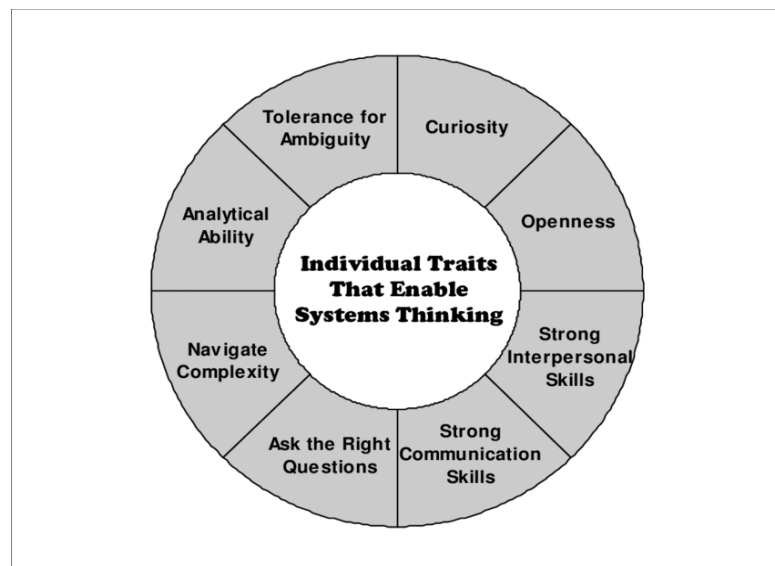 Tolerance for
Ambiguity
Curiosity
Openness
Strong
Interpersonal
Skills
Strong
Communication
Skills
Ask the Right
Questions
Navigate
Complexity
Analytical
Ability
Individual Traits
That Enable
Systems Thinking